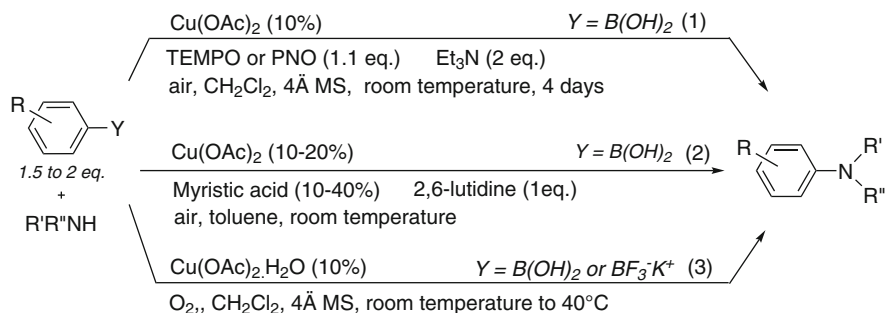 Cu(OAc)2 (10%) Y = B(OH)2 (1)
TEMPO or PNO (1.1 eq.) Et3N (2 eq.)
air, CH2Cl2, 4Ä MS, room temperature, 4 days
R
Y
1.5 to 2 eq.
+
R'R"NH
Cu(OAc)2 (10-20%) Y = B(OH)2 (2)
Myristic acid (10-40%) 2,6-lutidine (1eq.)
air, toluene, room temperature
R
N
R'
R"
Cu(OAc)2.H2O (10%) Y = B(OH)2 or BF3-K+ (3)
O2,, CH2Cl2, 4Ä MS, room temperature to 40°C